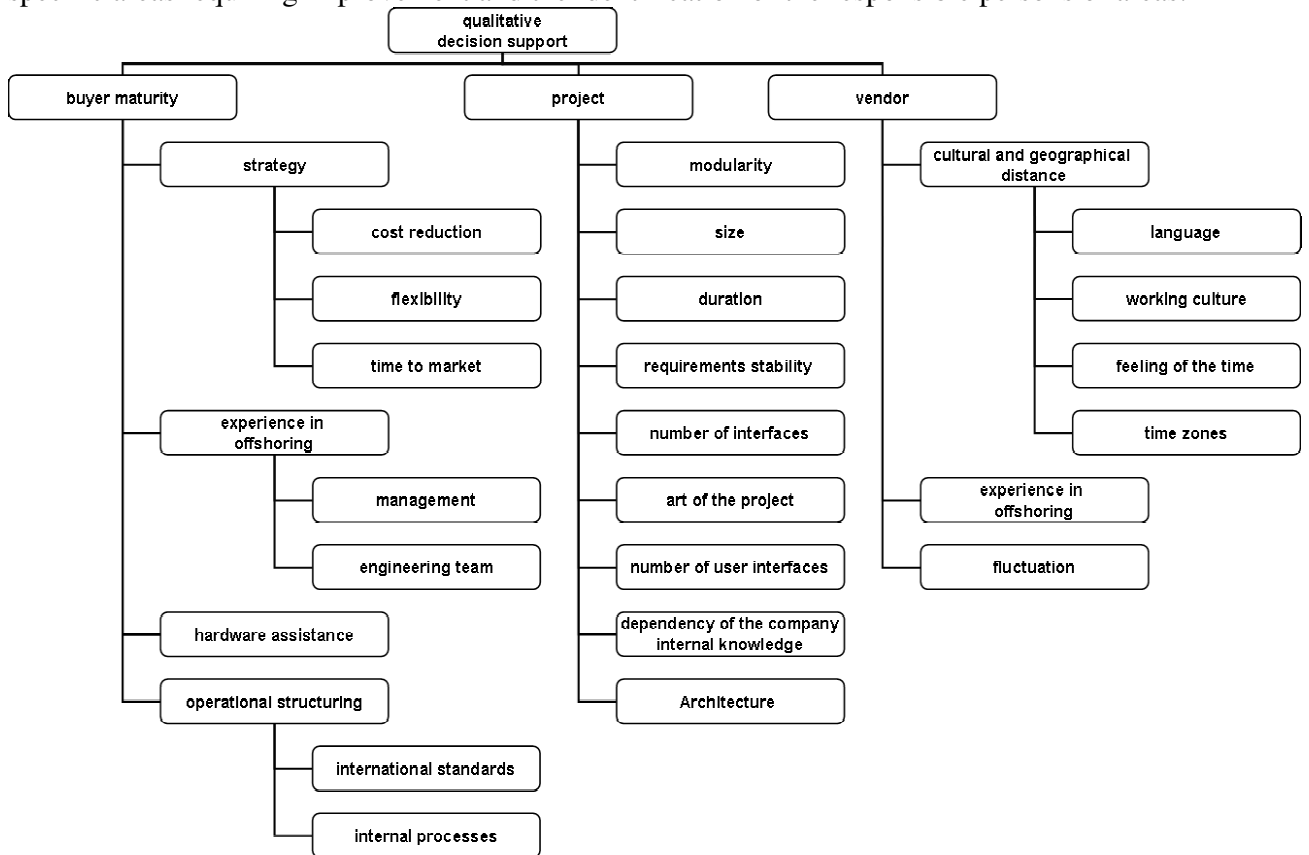 qualitative
decision support
buyer maturity
project
vendor
strategy
cost reduction
flexibility
time to market
experience in
offshoring
management
engineering team
hardware assistance
operational structuring
international standards
internal processes
modularity
size
duration
requirements stability
number of interfaces
art of the project
number of user interfaces
dependency of the company
internal knowledge
Architecture
cultural and geographical
distance
language
working culture
feeling of the time
time zones
experience in
offshoring
fluctuation